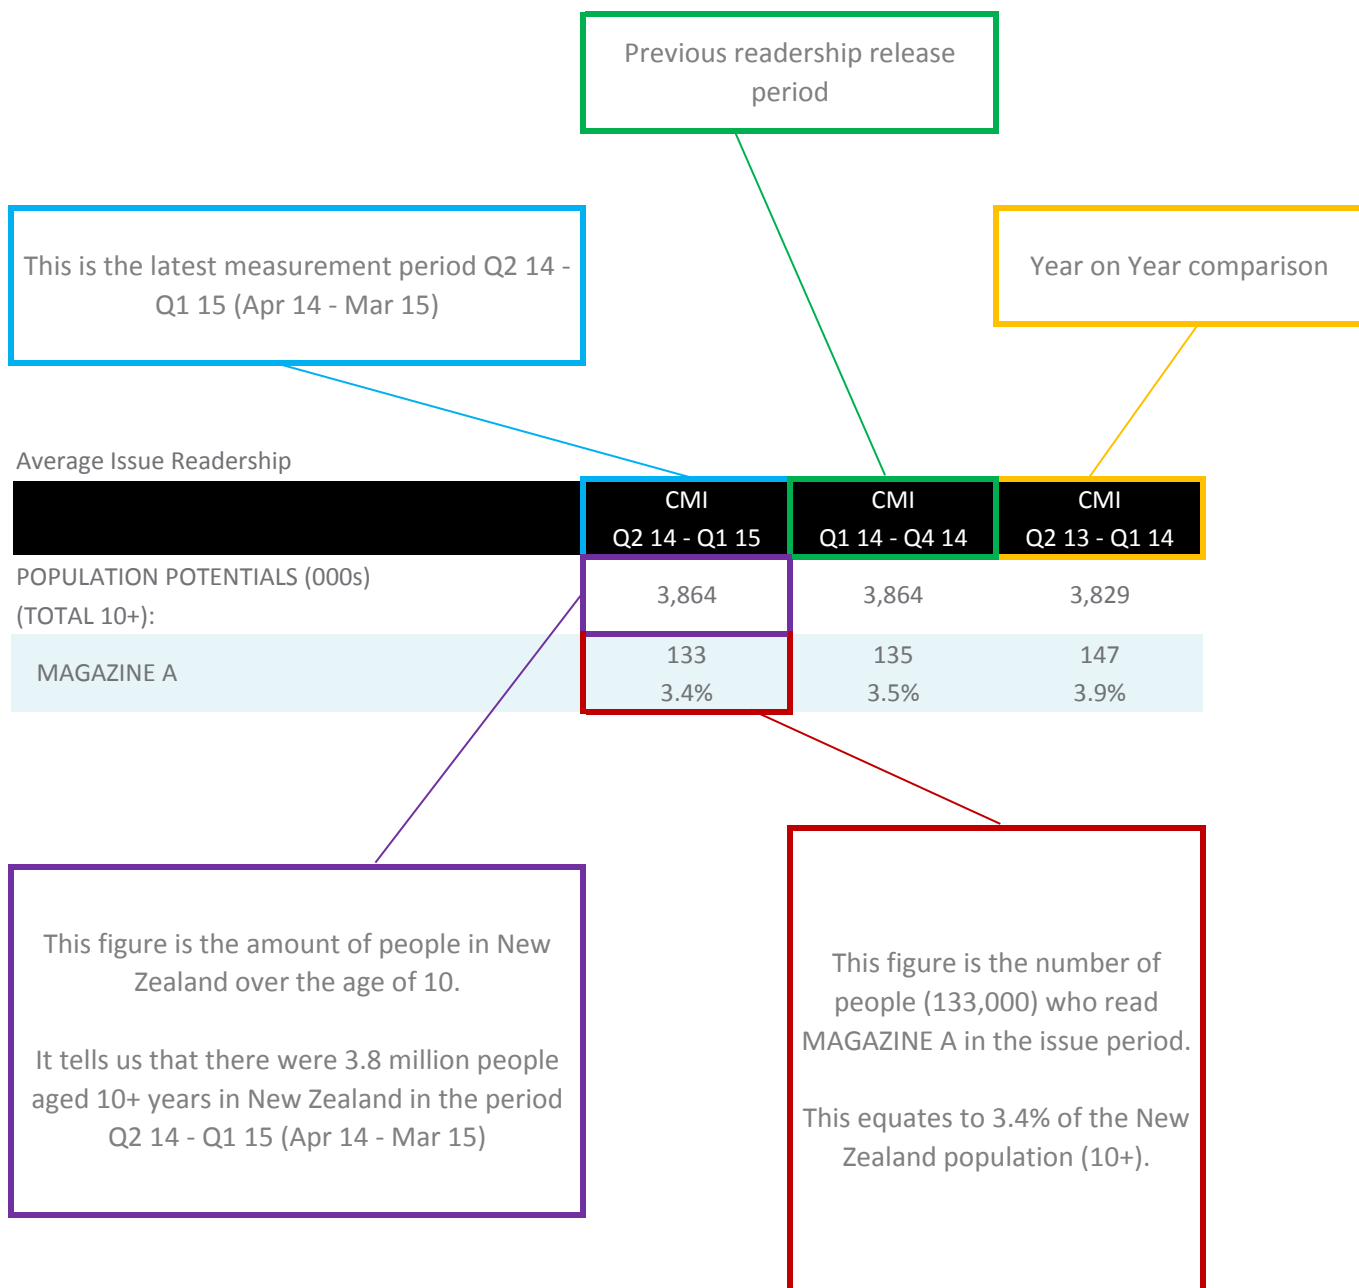 Previous readership release
period
This is the latest measurement period Q2 14 -
Q1 15 (Apr 14 - Mar 15)
Year on Year comparison
Average Issue Readership
CMI
Q2 14 - Q1 15
CMI
Q1 14 - Q4 14
CMI
Q2 13 - Q1 14
POPULATION POTENTIALS (000s)
(TOTAL 10+):
3,864
3,864
3,829
MAGAZINE A
133
3.4%
135
3.5%
147
3.9%
This figure is the amount of people in New
Zealand over the age of 10.
It tells us that there were 3.8 million people
aged 10+ years in New Zealand in the period
Q2 14 - Q1 15 (Apr 14 - Mar 15)
This figure is the number of
people (133,000) who read
MAGAZINE A in the issue period.
This equates to 3.4% of the New
Zealand population (10+).